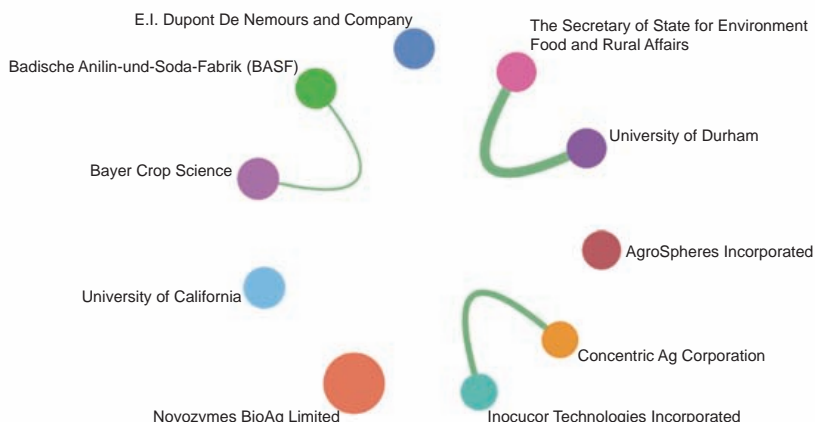 E.I. Dupont De Nemours and Company
The Secretary of State for Environment
Food and Rural Affairs
Badische Anilin-und-Soda-Fabrik (BASF)
University of Durham
Bayer Crop Science
AgroSpheres Incorporated
University of California
Concentric Ag Corporation
Novozymes BioAg Limited
Inocucor Technologies Incorporated